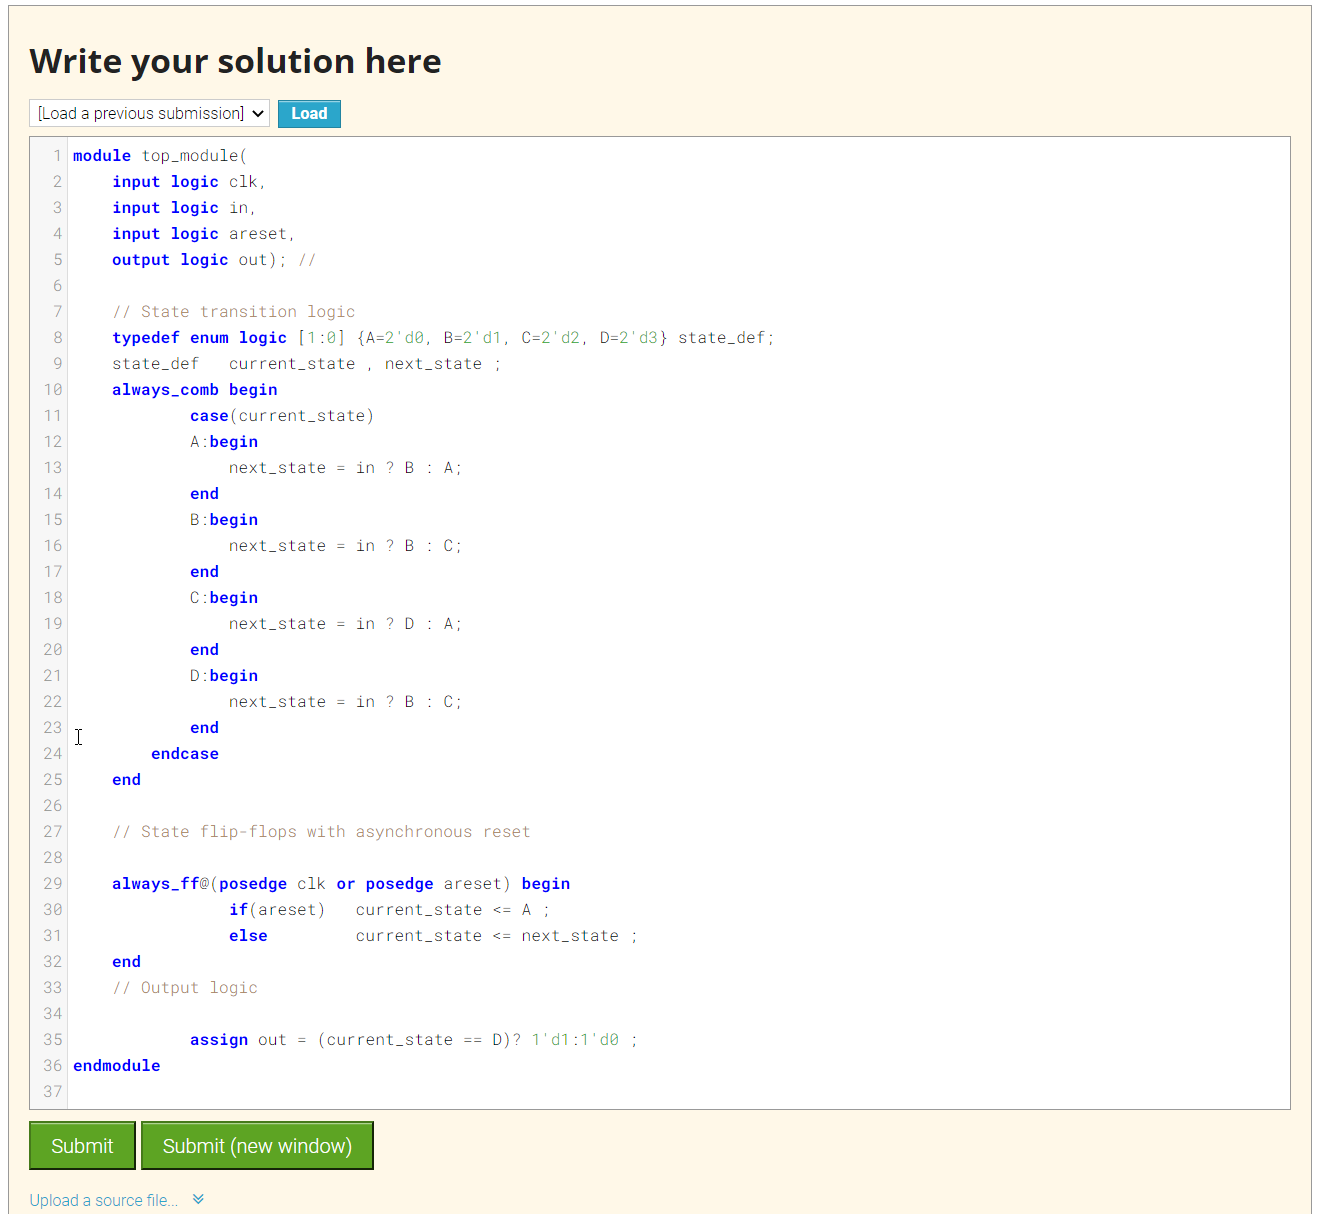 Write your solution here
[Load a previous submission] Load
1 module top_module(
2 input logic clk,
3 input logic in,
4 input logic areset,
5 output logic out); //
6
7 // State transition logic
8 typedef enum logic [1:0] {A=2'd0, B=2'd1, C=2'd2, D=2'd3} state_def;
9 state_def current_state , next_state ;
10 always_comb begin
11 case(current_state)
12 A:begin
13 next_state = in ? B : A;
14 end
15 B:begin
16 next_state = in ? B : C;
17 end
18 C:begin
19 next_state = in ? D : A;
20 end
21 D:begin
22 next_state = in ? B : C;
23 end
24 endcase
25 end
26
27 // State flip-flops with asynchronous reset
28
29 always_ff@(posedge clk or posedge areset) begin
30 if(areset) current_state <= A ;
31 else current_state <= next_state ;
32 end
33 // Output logic
34
35 assign out = (current_state == D)? 1'd1:1'd0 ;
36 endmodule
37
Submit Submit (new window)
Upload a source file...